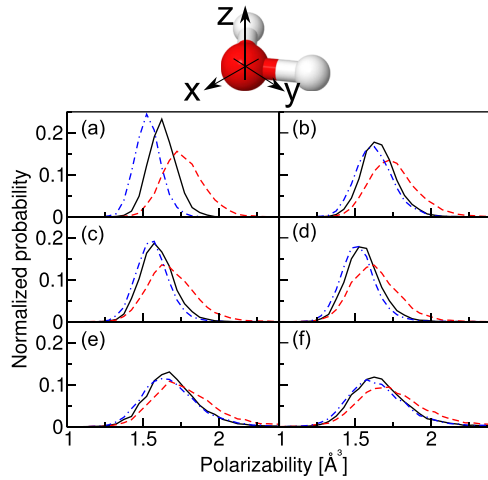 z
x y
(a) (b)
0.2
0.1
0
(c) (d)
0.2
0.1
0
(e) (f)
0.2
0.1
0
1 1.5 2 1.5 2
Normalized probability
Polarizability [Å³]